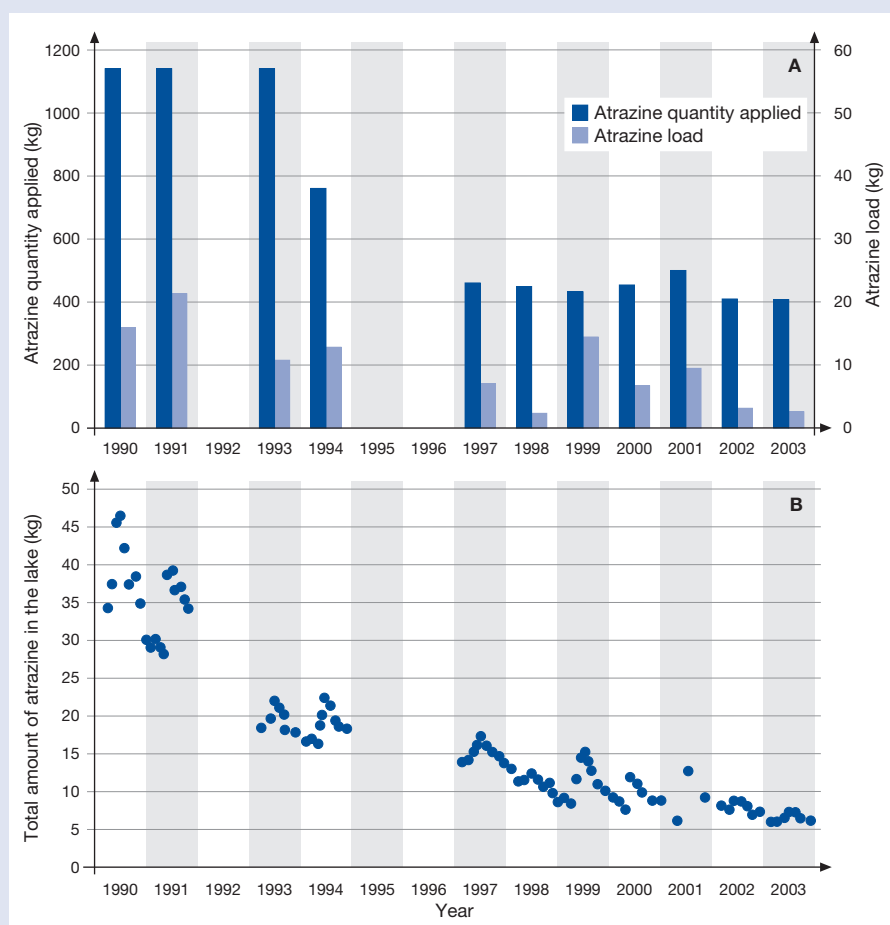 A
Atrazine quantity applied (kg)
1200
1000
800
600
400
200
0
Atrazine load (kg)
60
50
40
30
20
10
0
Atrazine quantity applied
Atrazine load
1990 1991 1992 1993 1994 1995 1996 1997 1998 1999 2000 2001 2002 2003
B
Total amount of atrazine in the lake (kg)
50
45
40
35
30
25
20
15
10
5
0
1990 1991 1992 1993 1994 1995 1996 1997 1998 1999 2000 2001 2002 2003
Year